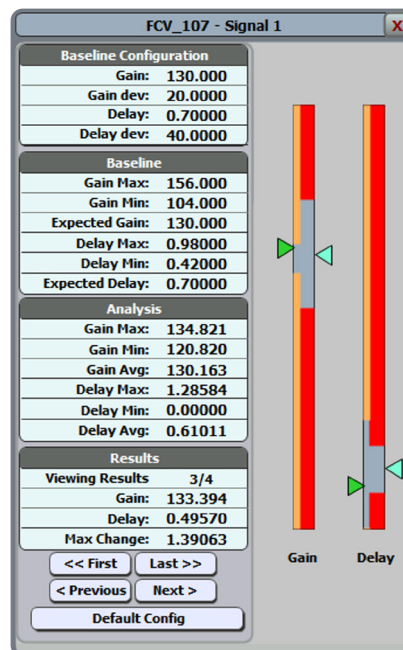 FCV_107 - Signal 1
X
Baseline Configuration
Gain: 130.000
Gain dev: 20.0000
Delay: 0.70000
Delay dev: 40.0000
Baseline
Gain Max: 156.000
Gain Min: 104.000
Expected Gain: 130.000
Delay Max: 0.98000
Delay Min: 0.42000
Expected Delay: 0.70000
Analysis
Gain Max: 134.821
Gain Min: 120.820
Gain Avg: 130.163
Delay Max: 1.28584
Delay Min: 0.00000
Delay Avg: 0.61011
Results
Viewing Results 3/4
Gain: 133.394
Delay: 0.49570
Max Change: 1.39063
<< First Last >>
< Previous Next >
Default Config
Gain Delay